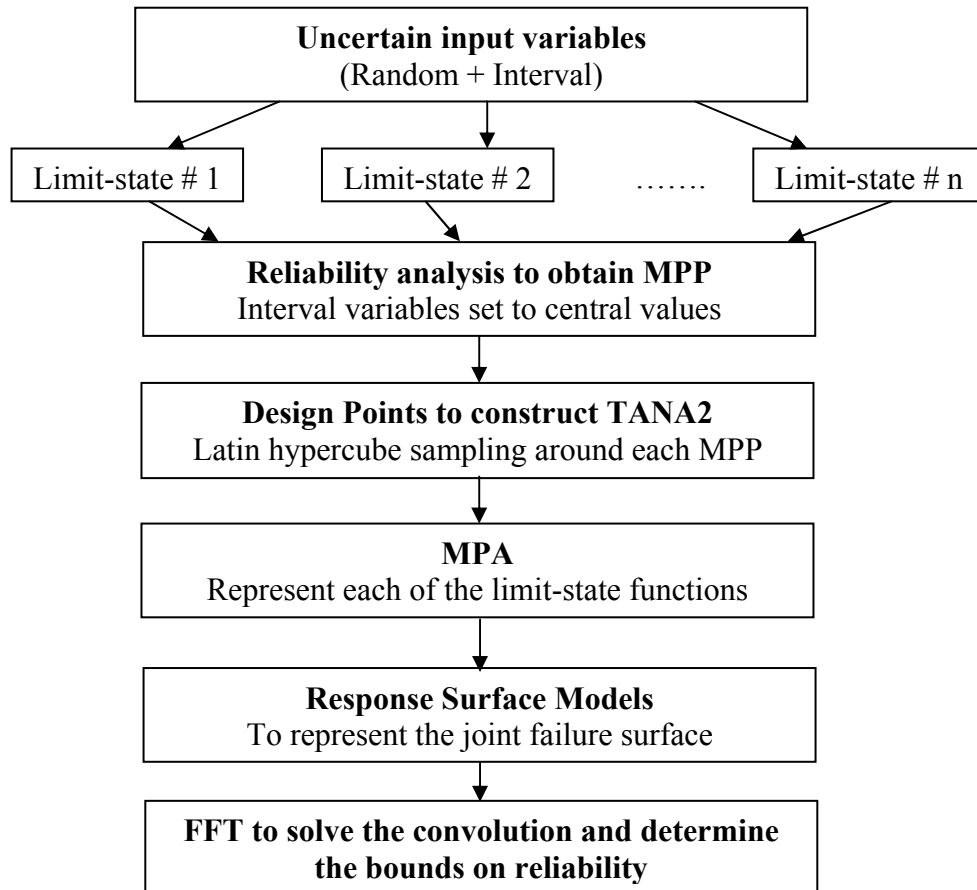 Uncertain input variables
(Random + Interval)
Limit-state # 1
Limit-state # 2
.......
Limit-state # n
Reliability analysis to obtain MPP
Interval variables set to central values
Design Points to construct TANA2
Latin hypercube sampling around each MPP
MPA
Represent each of the limit-state functions
Response Surface Models
To represent the joint failure surface
FFT to solve the convolution and determine
the bounds on reliability